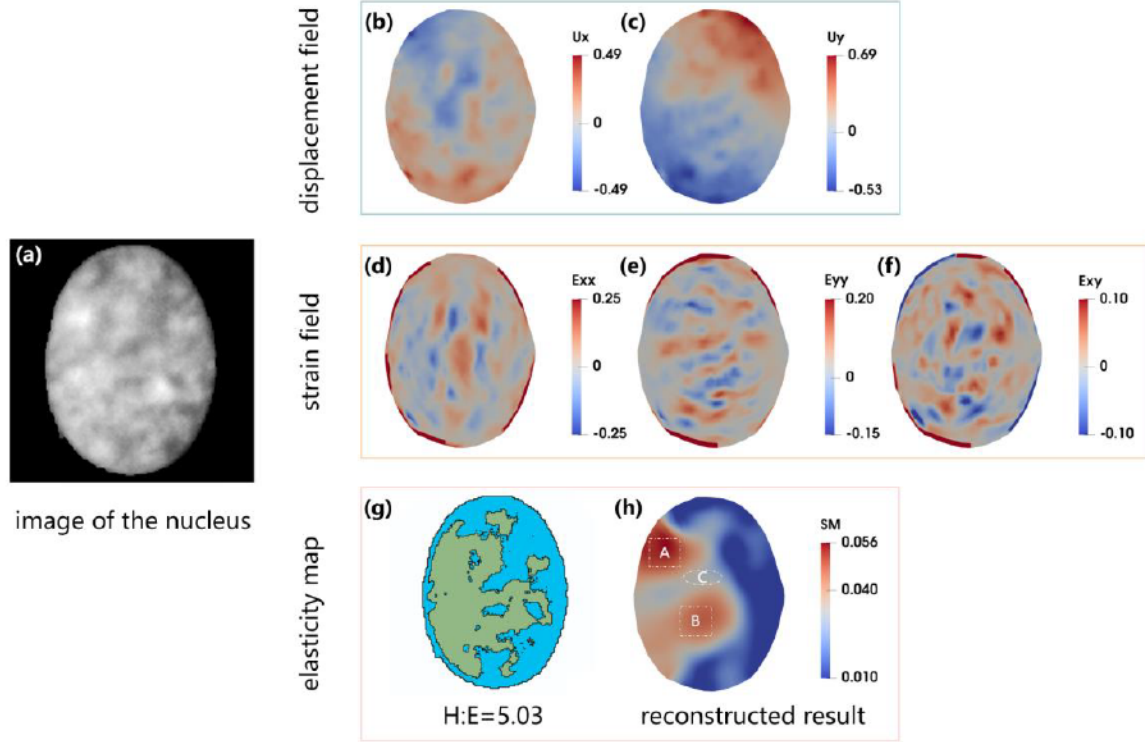 displacement field
(b)
Ux
0.49
0
-0.49
(c)
Uy
0.69
0
-0.53
(a)
image of the nucleus
strain field
(d)
Exx
0.25
0
-0.25
(e)
Eyy
0.20
0
-0.15
(f)
Exy
0.10
0
-0.10
elasticity map
(g)
H:E=5.03
(h)
A
C
B
SM
0.056
0.040
0.010
reconstructed result